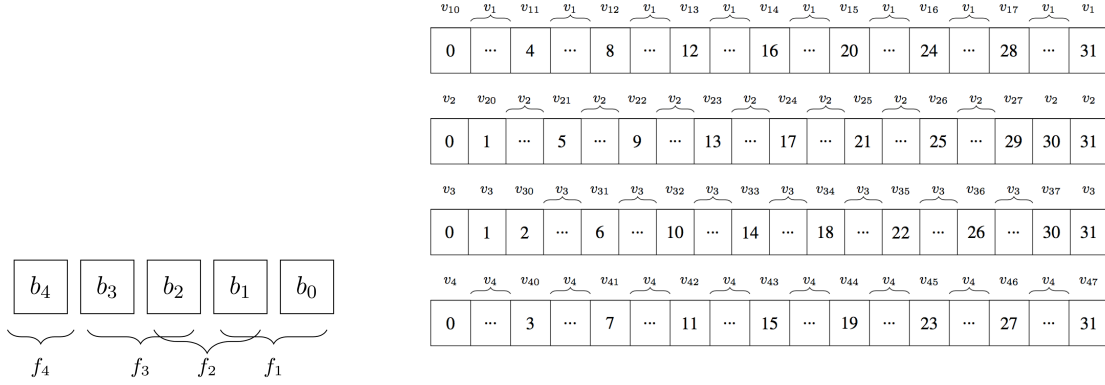 v10 v1 v11 v1 v12 v1 v13 v1 v14 v1 v15 v1 v16 v1 v17 v1 v1
0 ... 4 ... 8 ... 12 ... 16 ... 20 ... 24 ... 28 ... 31
v2 v20 v2 v21 v2 v22 v2 v23 v2 v24 v2 v25 v2 v26 v2 v27 v2 v2
0 1 ... 5 ... 9 ... 13 ... 17 ... 21 ... 25 ... 29 30 31
v3 v3 v30 v3 v31 v3 v32 v3 v33 v3 v34 v3 v35 v3 v36 v3 v37 v3
0 1 2 ... 6 ... 10 ... 14 ... 18 ... 22 ... 26 ... 30 31
v4 v4 v40 v4 v41 v4 v42 v4 v43 v4 v44 v4 v45 v4 v46 v4 v47
0 ... 3 ... 7 ... 11 ... 15 ... 19 ... 23 ... 27 ... 31
b4 b3 b2 b1 b0
f4 f3 f2 f1